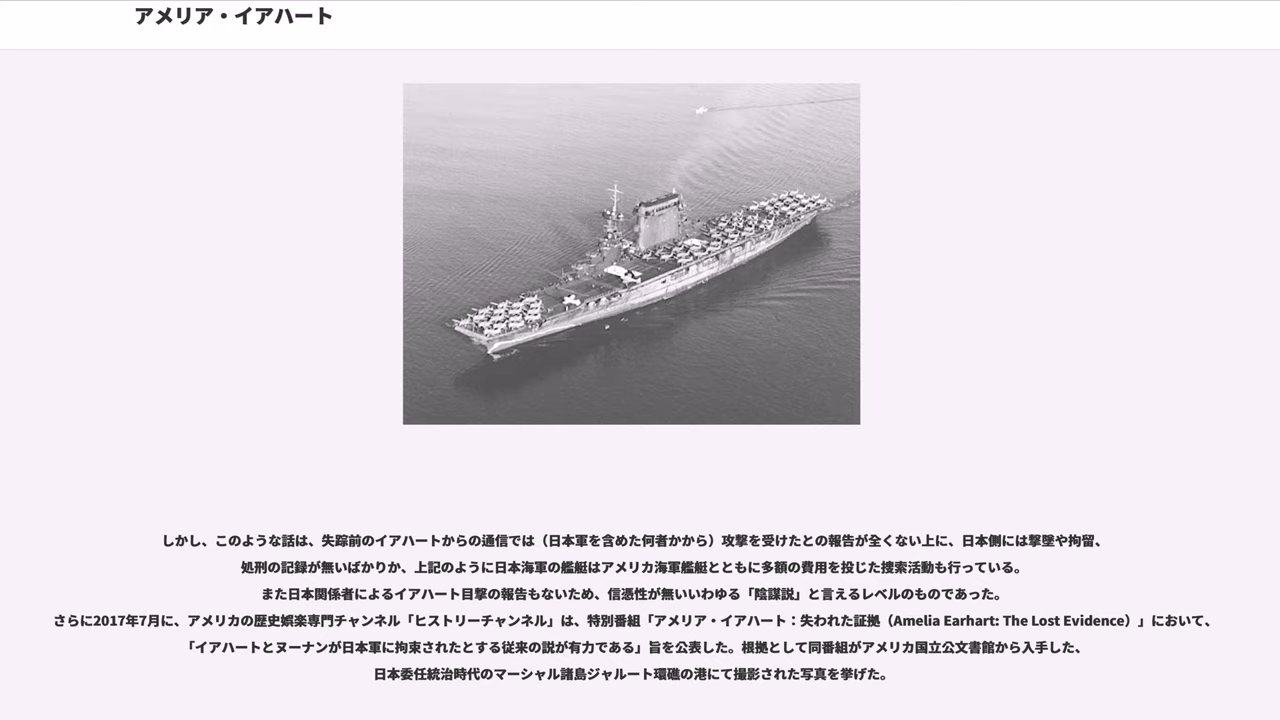 アメリア・イアハート
しかし、このような話は、失踪前のイアハートからの通信では（日本軍を含めた何者かから）攻撃を受けたとの報告が全くない上に、日本側には撃墜や拘留、
処刑の記録が無いばかりか、上記のように日本海軍の艦艇はアメリカ海軍艦艇とともに多額の費用を投じた捜索活動も行っている。
また日本関係者によるイアハート目撃の報告もないため、信憑性が無いいわゆる「陰謀説」と言えるレベルのものであった。
さらに2017年7月に、アメリカの歴史娯楽専門チャンネル「ヒストリーチャンネル」は、特別番組「アメリア・イアハート：失われた証拠（Amelia Earhart: The Lost Evidence）」において、
「イアハートとヌーナンが日本軍に拘束されたとする従来の説が有力である」旨を公表した。根拠として同番組がアメリカ国立公文書館から入手した、
日本委任統治時代のマーシャル諸島ジャルート環礁の港にて撮影された写真を挙げた。